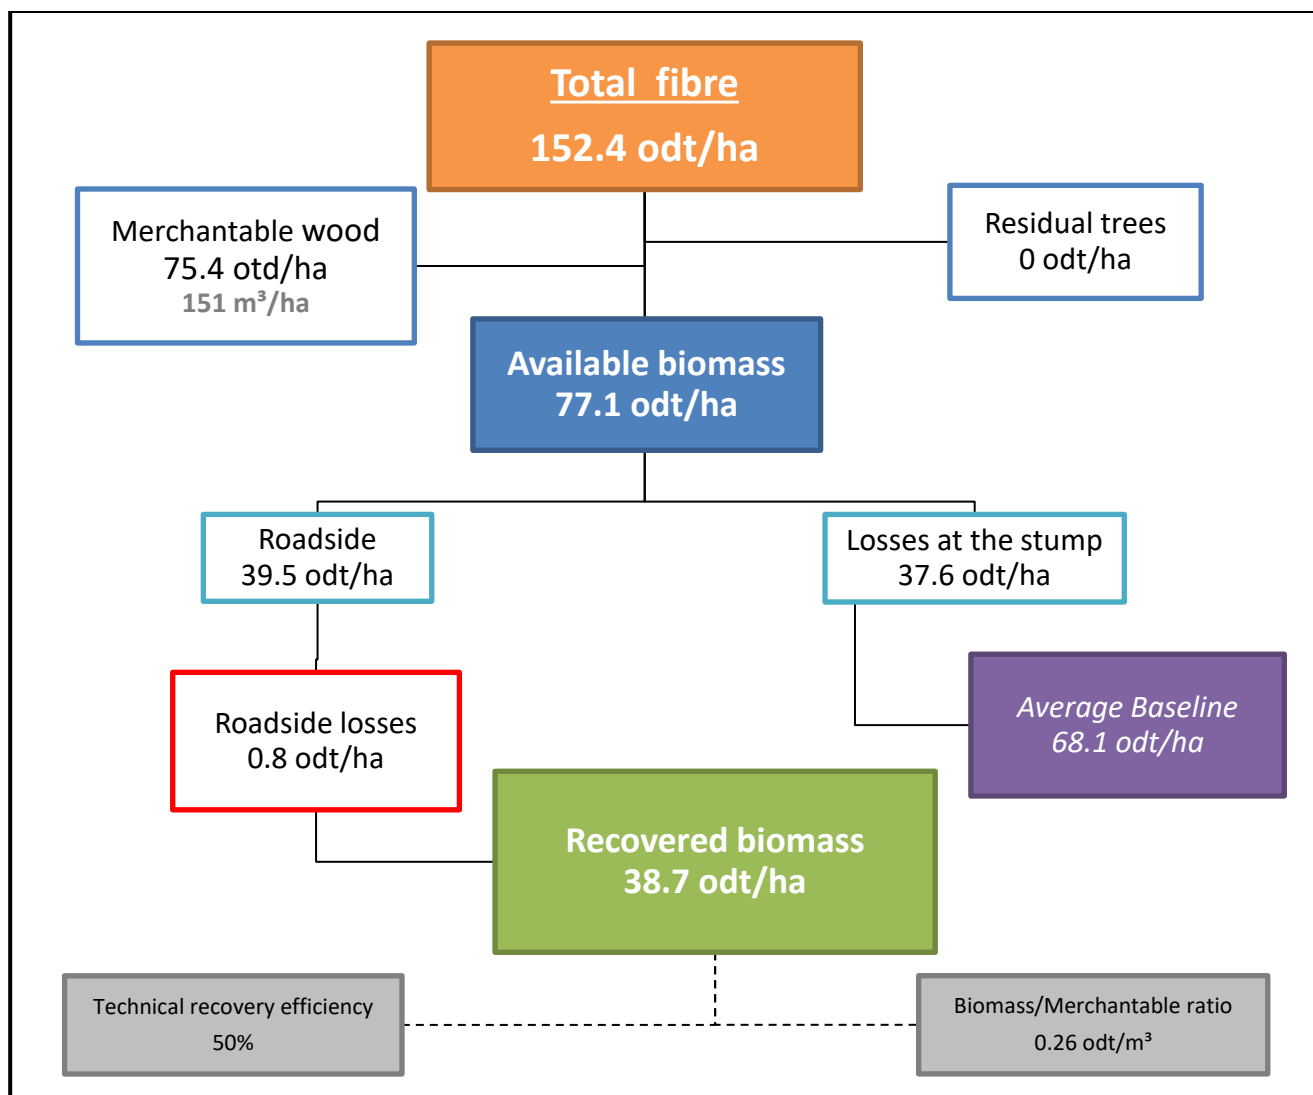 Total fibre
152.4 odt/ha
Merchantable wood
75.4 otd/ha
151 m³/ha
Residual trees
0 odt/ha
Available biomass
77.1 odt/ha
Roadside
39.5 odt/ha
Losses at the stump
37.6 odt/ha
Roadside losses
0.8 odt/ha
Average Baseline
68.1 odt/ha
Recovered biomass
38.7 odt/ha
Technical recovery efficiency
50%
Biomass/Merchantable ratio
0.26 odt/m³